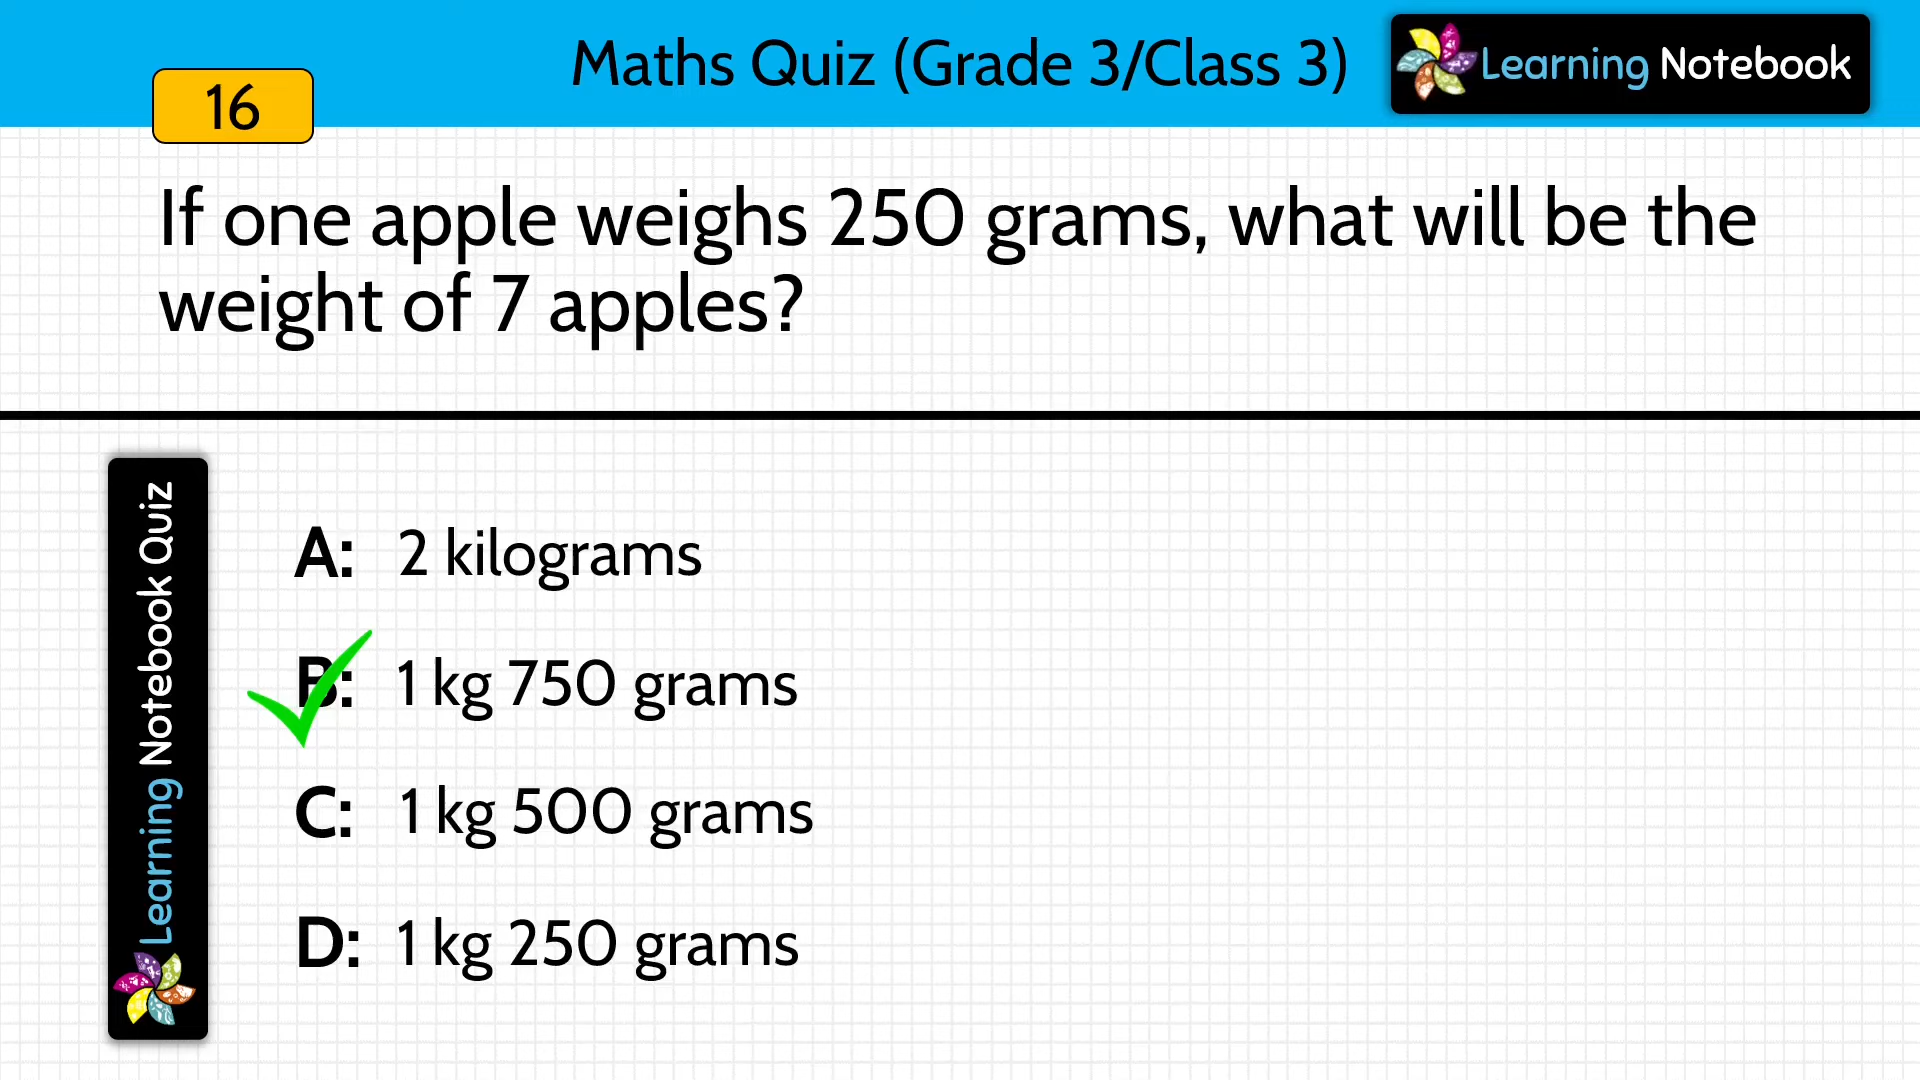 Maths Quiz (Grade 3/Class 3)
Learning Notebook
16
If one apple weighs 250 grams, what will be the
weight of 7 apples?
Learning Notebook Quiz
A: 2 kilograms
B: 1 kg 750 grams
C: 1 kg 500 grams
D: 1 kg 250 grams